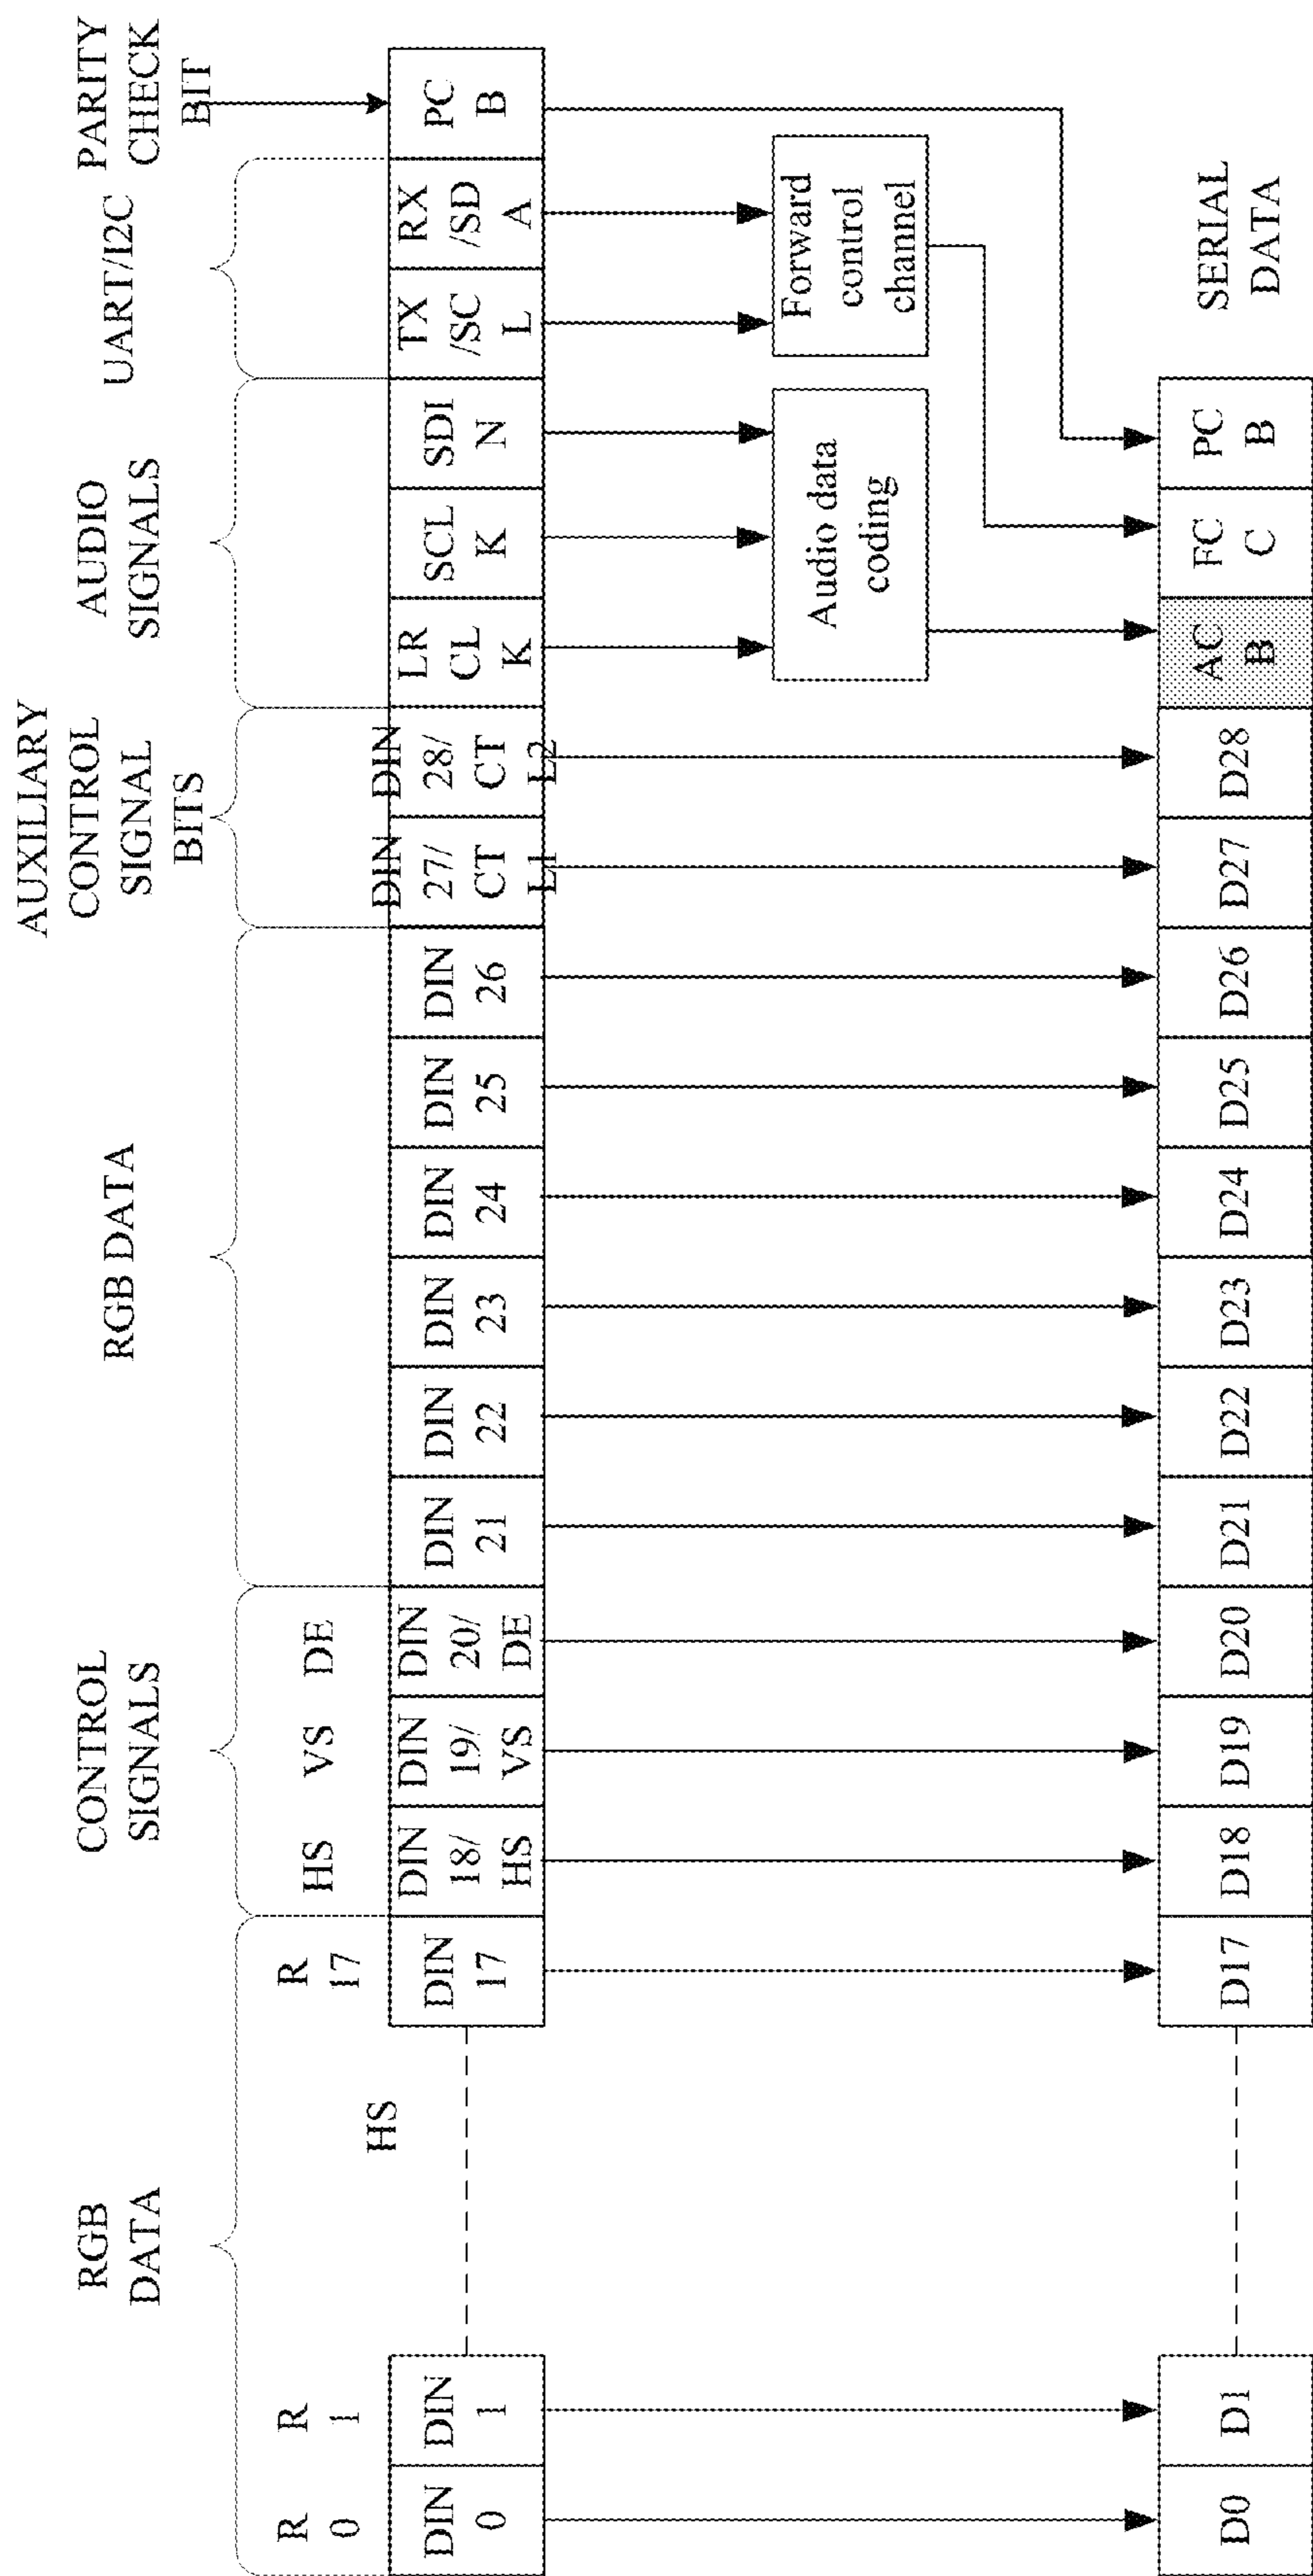 RGB
DATA
CONTROL
SIGNALS
RGB DATA
AUXILIARY
CONTROL
SIGNAL
BITS
AUDIO
SIGNALS
UART/I2C
PARITY
CHECK
BIT
R
0
R
1
R
17
HS
VS
DE
HS
DIN
0
DIN
1
DIN
17
DIN
18/
HS
DIN
19/
VS
DIN
20/
DE
DIN
21
DIN
22
DIN
23
DIN
24
DIN
25
DIN
26
DIN
27/
CT
L1
DIN
28/
CT
L2
LR
CL
K
SCL
K
SDI
N
TX
/SC
L
RX
/SD
A
PC
B
Audio data
coding
Forward
control
channel
D0
D1
D17
D18
D19
D20
D21
D22
D23
D24
D25
D26
D27
D28
AC
B
FC
C
PC
B
SERIAL
DATA